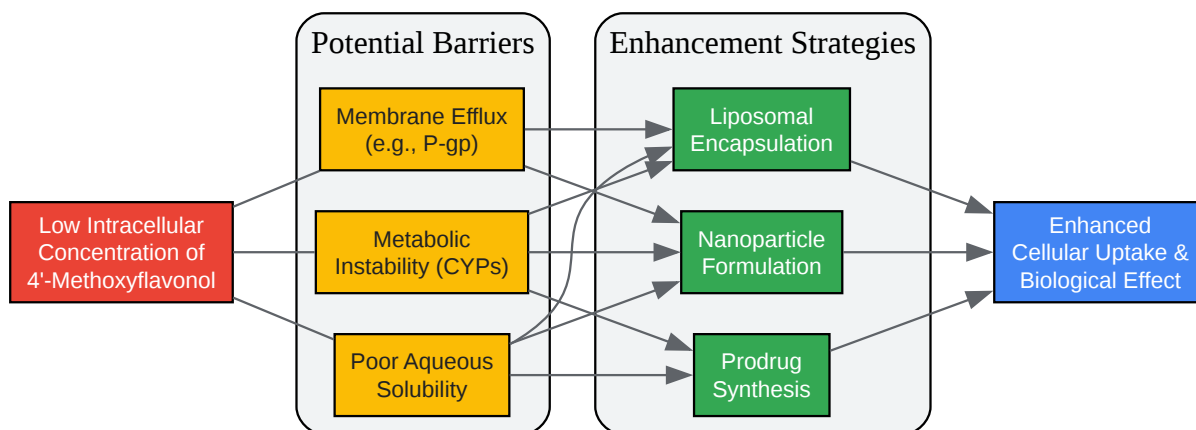 Potential Barriers
Enhancement Strategies
Membrane Efflux
(e.g., P-gp)
Liposomal
Encapsulation
Low Intracellular
Concentration of
4'-Methoxyflavonol
Metabolic
Instability (CYPs)
Nanoparticle
Formulation
Enhanced
Cellular Uptake &
Biological Effect
Poor Aqueous
Solubility
Prodrug
Synthesis